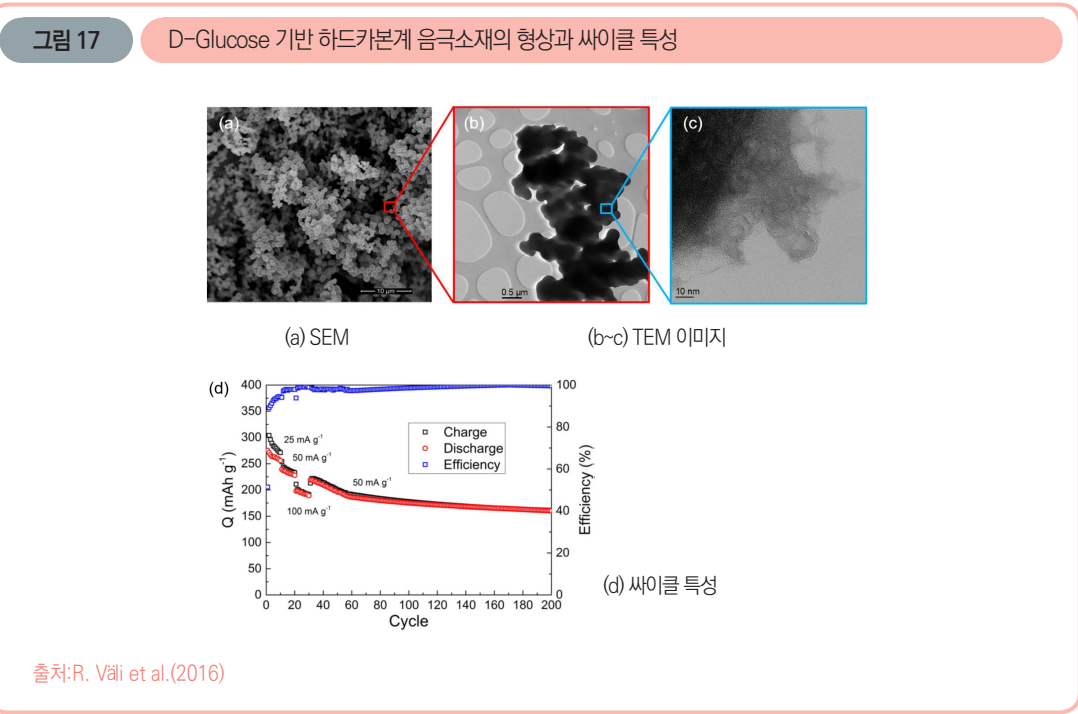 그림 17
D-Glucose 기반 하드카본계 음극소재의 형상과 싸이클 특성
(a)
(b)
(c)
10 µm
0.5 µm
10 nm
(a) SEM
(b~c) TEM 이미지
(d)
400
350
300
250
200
150
100
50
0
Q (mAh g-1)
25 mA g-1
50 mA g-1
100 mA g-1
50 mA g-1
Charge
Discharge
Efficiency
100
80
60
40
20
0
Efficiency (%)
0 20 40 60 80 100 120 140 160 180 200
Cycle
(d) 싸이클 특성
출처:R. Väli et al.(2016)